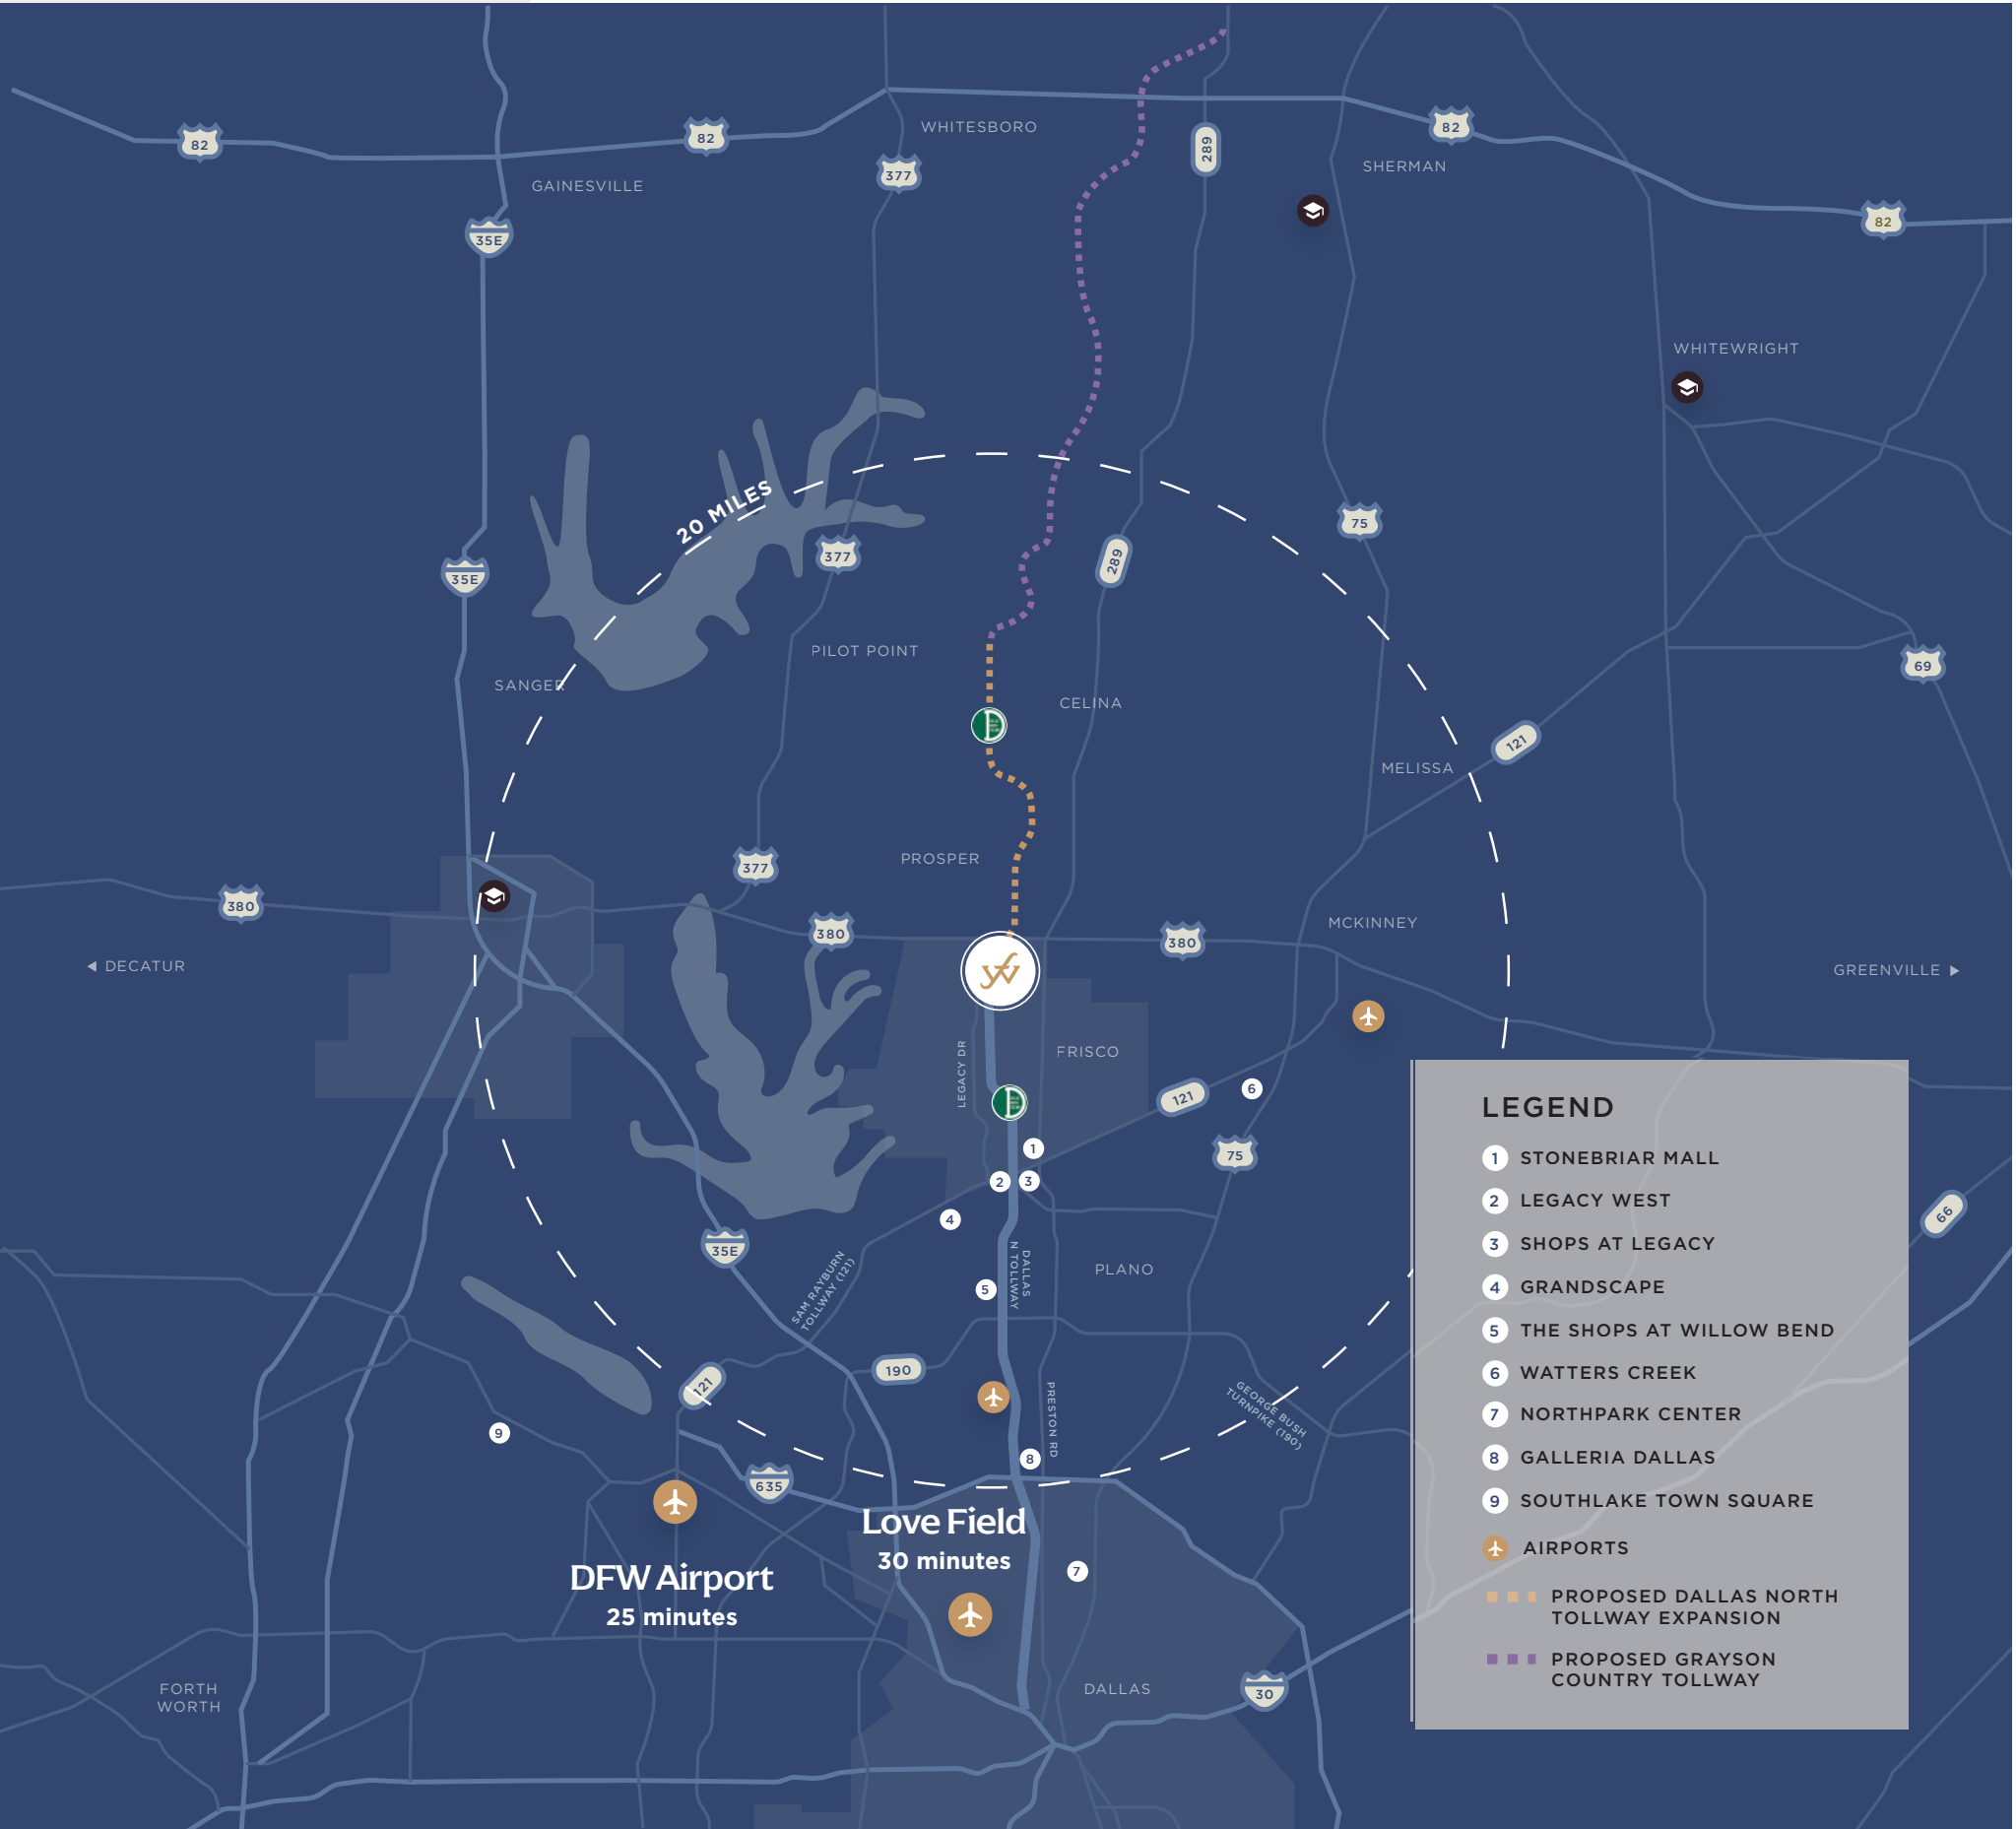 82
82
WHITESBORO
289
82
SHERMAN
377
GAINESVILLE
82
35E
WHITEWRIGHT
20 MILES
75
377
289
35E
PILOT POINT
69
SANGER
CELINA
121
MELISSA
PROSPER
377
380
MCKINNEY
380
380
DECATUR
yfw
GREENVILLE
LEGACY DR
FRISCO
6
121
1
75
2
3
4
66
35E
DALLAS
N TOLLWAY
PLANO
SAM RAYBURN
TOLLWAY (121)
5
190
121
PRESTON RD
GEORGE BUSH
TURNPIKE (190)
9
8
635
Love Field
30 minutes
7
DFW Airport
25 minutes
FORTH
WORTH
DALLAS
30
LEGEND
1 STONEBRIAR MALL
2 LEGACY WEST
3 SHOPS AT LEGACY
4 GRANDSCAPE
5 THE SHOPS AT WILLOW BEND
6 WATTERS CREEK
7 NORTHPARK CENTER
8 GALLERIA DALLAS
9 SOUTHLAKE TOWN SQUARE
AIRPORTS
PROPOSED DALLAS NORTH
TOLLWAY EXPANSION
PROPOSED GRAYSON
COUNTRY TOLLWAY